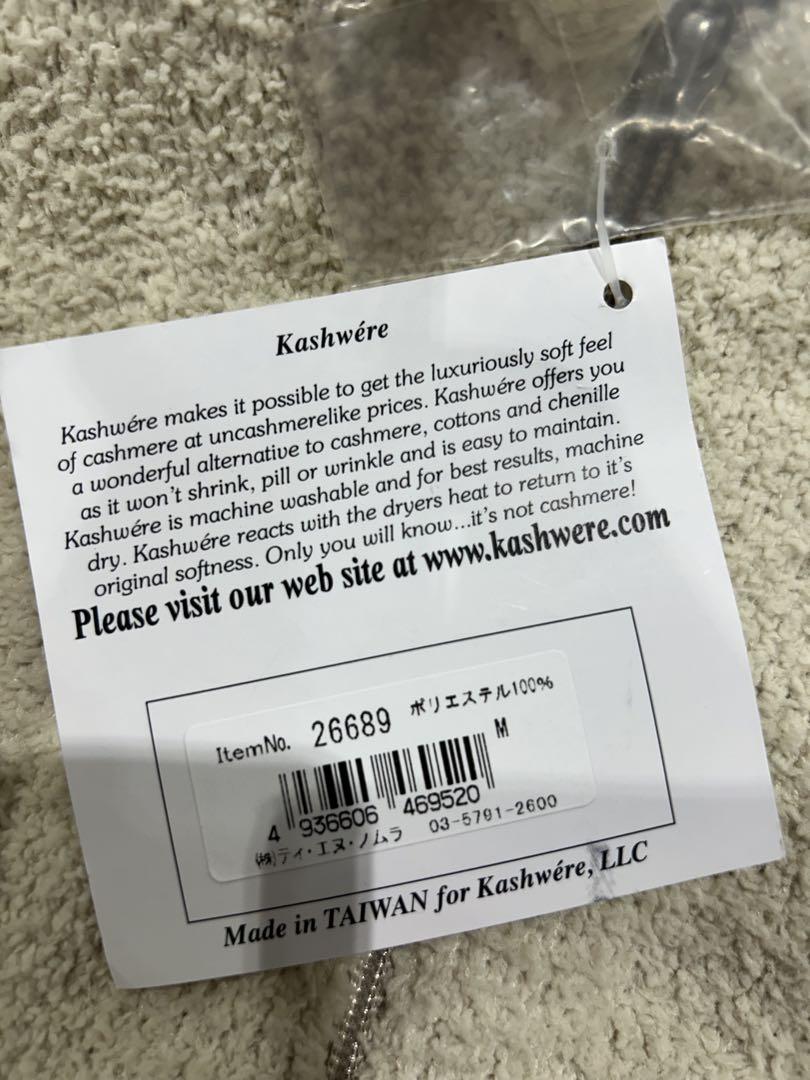 Kashwére
Kashwére makes it possible to get the luxuriously soft feel
of cashmere at uncashmerelike prices. Kashwére offers you
a wonderful alternative to cashmere, cottons and chenille
as it won't shrink, pill or wrinkle and is easy to maintain.
Kashwére is machine washable and for best results, machine
dry. Kashwére reacts with the dryers heat to return to it's
original softness. Only you will know...it's not cashmere!
Please visit our web site at www.kashwere.com
ItemNo. 26689 ポリエステル100%
M
4 936606 469520
(株)ティ・エヌ・ノムラ 03-5791-2600
Made in TAIWAN for Kashwére, LLC